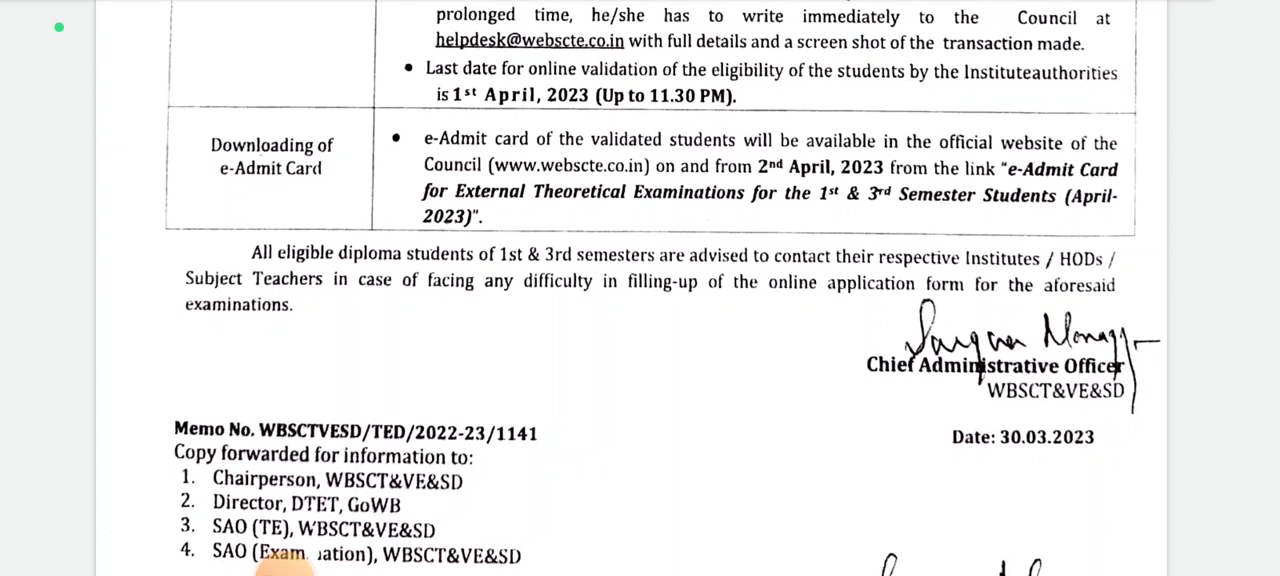 prolonged time, he/she has to write immediately to the Council at
helpdesk@webscte.co.in with full details and a screen shot of the transaction made.
• Last date for online validation of the eligibility of the students by the Instituteauthorities
is 1st April, 2023 (Up to 11.30 PM).
Downloading of
e-Admit Card
• e-Admit card of the validated students will be available in the official website of the
Council (www.webscte.co.in) on and from 2nd April, 2023 from the link "e-Admit Card
for External Theoretical Examinations for the 1st & 3rd Semester Students (April-
2023)".
All eligible diploma students of 1st & 3rd semesters are advised to contact their respective Institutes / HODs /
Subject Teachers in case of facing any difficulty in filling-up of the online application form for the aforesaid
examinations.
Chief Administrative Officer
WBSCT&VE&SD
Memo No. WBSCTVESD/TED/2022-23/1141
Date: 30.03.2023
Copy forwarded for information to:
1. Chairperson, WBSCT&VE&SD
2. Director, DTET, GoWB
3. SAO (TE), WBSCT&VE&SD
4. SAO (Exam ation), WBSCT&VE&SD